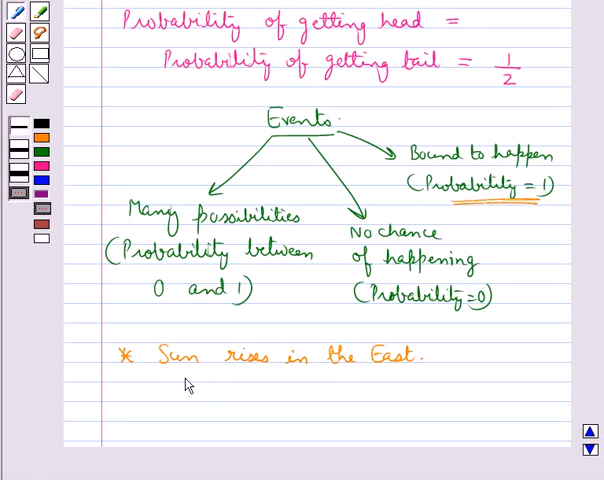 Probability of getting head =
Probability of getting tail = 1/2
Events.
Bound to happen
(Probability = 1)
Many possibilities
(Probability between
0 and 1)
No chance
of happening
(Probability=0)
* Sun rises in the East.